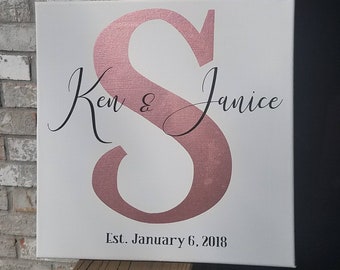 S
Ken & Janice
Est. January 6, 2018